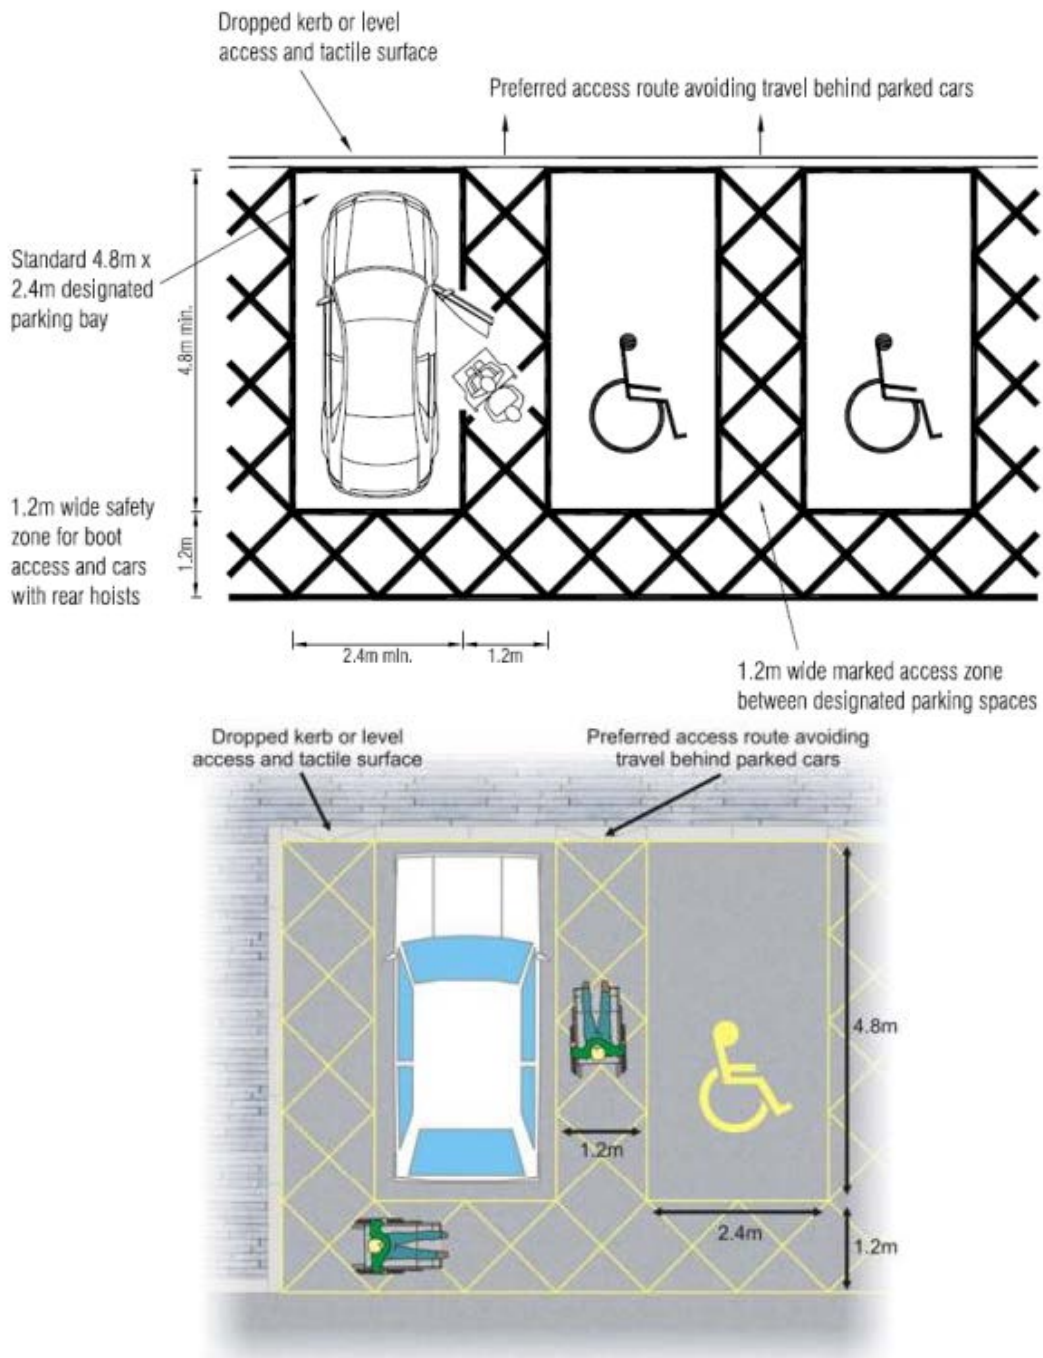 Dropped kerb or level
access and tactile surface
Preferred access route avoiding travel behind parked cars
Standard 4.8m x
2.4m designated
parking bay
4.8m min.
1.2m wide safety
zone for boot
access and cars
with rear hoists
1.2m
2.4m min.
1.2m
1.2m wide marked access zone
between designated parking spaces
Dropped kerb or level
access and tactile surface
Preferred access route avoiding
travel behind parked cars
4.8m
1.2m
2.4m
1.2m